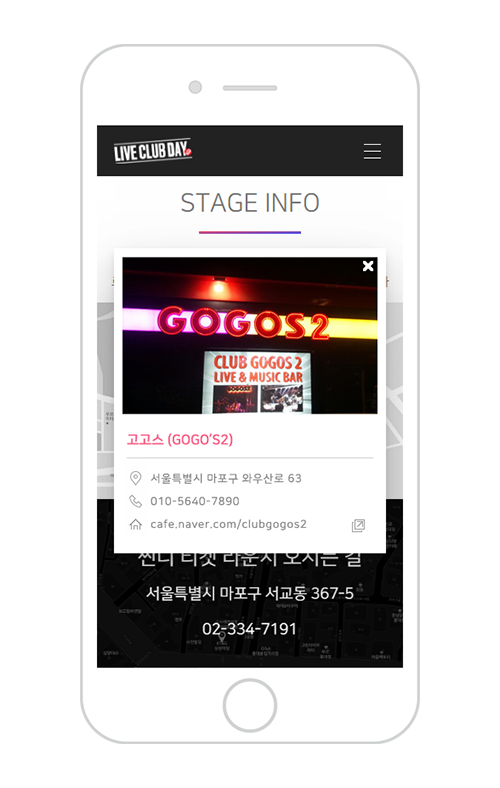 LIVE CLUB DAY
STAGE INFO
GOGOS2
CLUB GOGOS 2
LIVE & MUSIC BAR
고고스 (GOGO'S2)
서울특별시 마포구 와우산로 63
010-5640-7890
cafe.naver.com/clubgogos2
티켓 라운지 오시는 길
서울특별시 마포구 서교동 367-5
02-334-7191